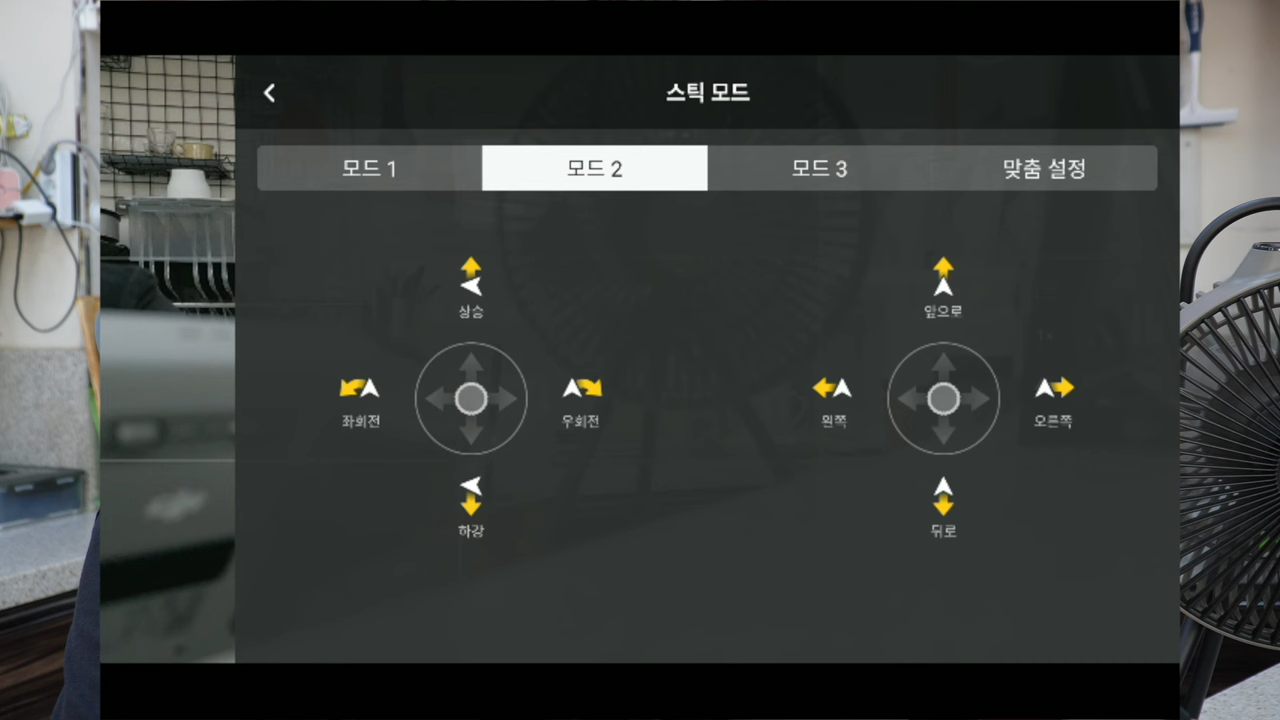 스틱 모드
모드 1
모드 2
모드 3
맞춤 설정
상승
좌회전
우회전
하강
앞으로
왼쪽
오른쪽
뒤로